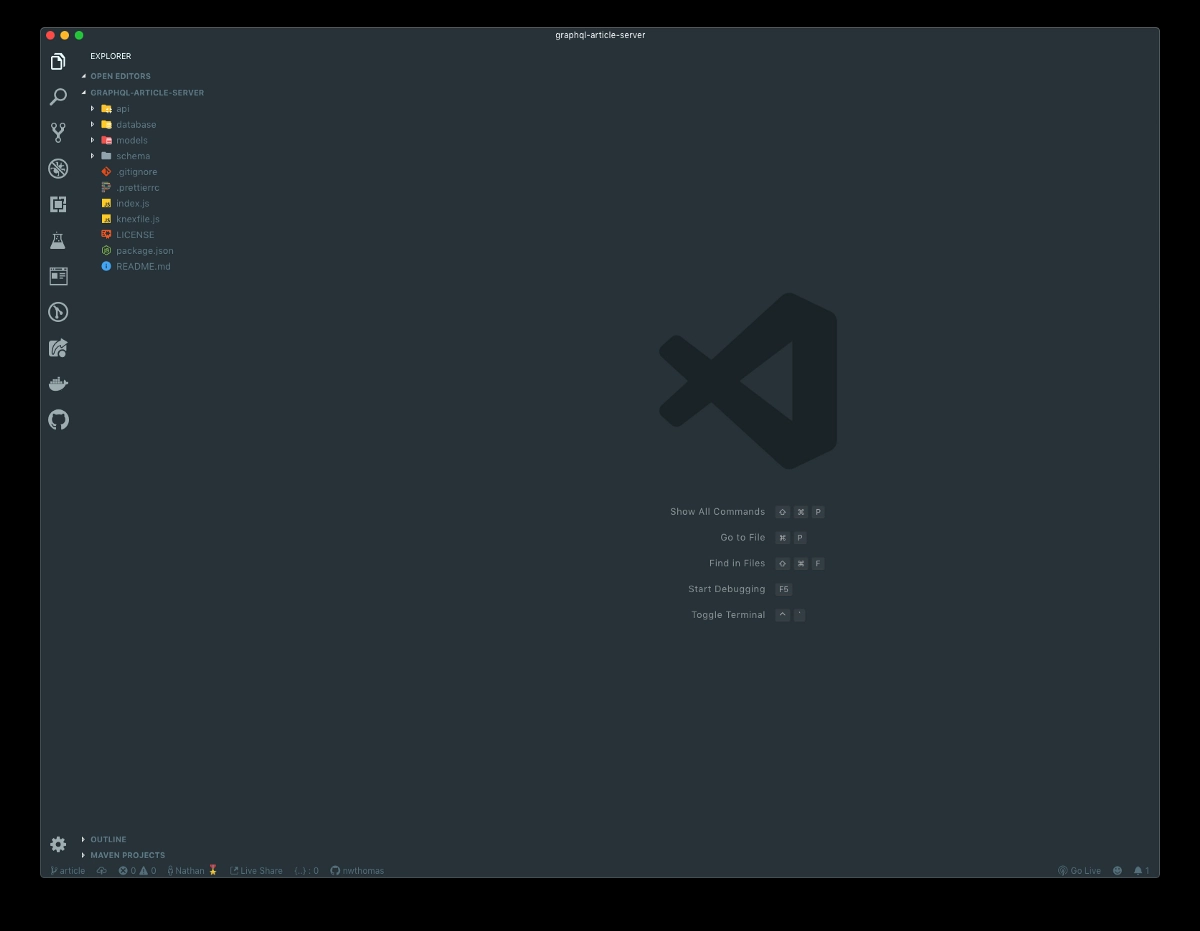 graphql-article-server
EXPLORER
OPEN EDITORS
GRAPHQL-ARTICLE-SERVER
api
database
models
schema
.gitignore
.prettierrc
index.js
knexfile.js
LICENSE
package.json
README.md
Show All Commands ⇧ ⌘ P
Go to File ⌘ P
Find in Files ⇧ ⌘ F
Start Debugging F5
Toggle Terminal ^ `
OUTLINE
MAVEN PROJECTS
article 0 0 Nathan Live Share {..} : 0 nwthomas Go Live 1